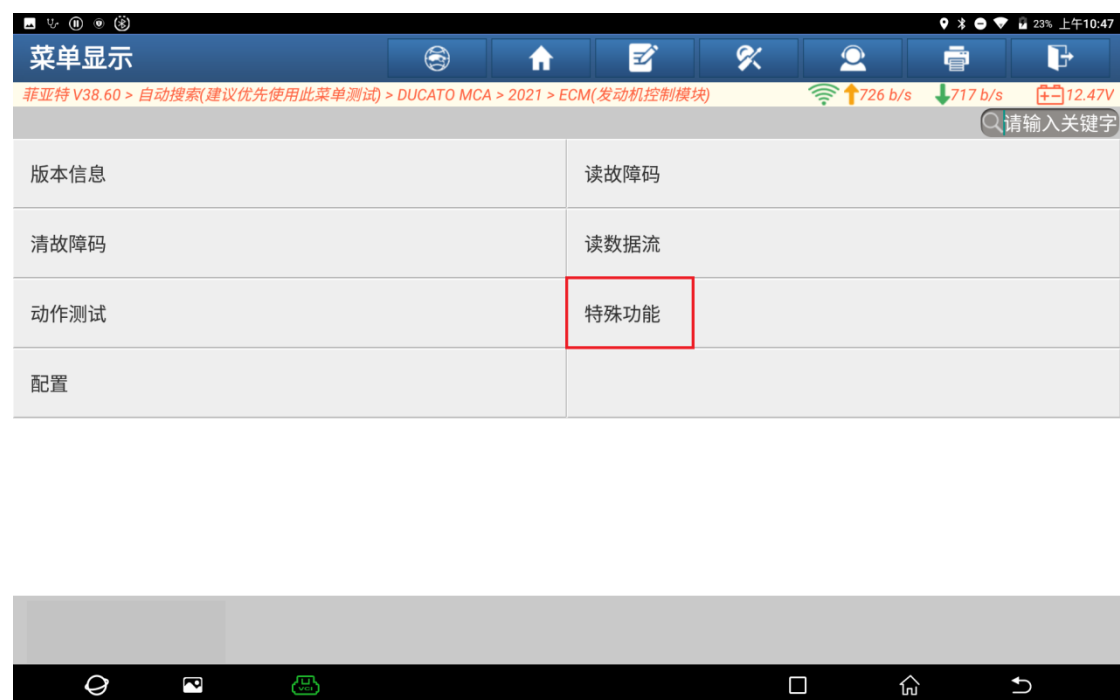 23% 上午10:47
菜单显示
菲亚特 V38.60 > 自动搜索(建议优先使用此菜单测试) > DUCATO MCA > 2021 > ECM(发动机控制模块) 726 b/s 717 b/s 12.47V
请输入关键字
版本信息 读故障码
清故障码 读数据流
动作测试 特殊功能
配置
VCI